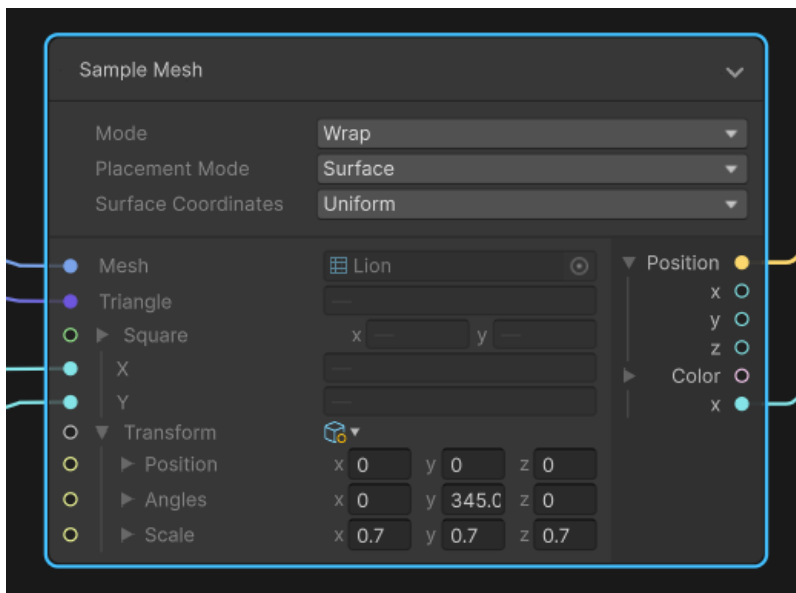 Sample Mesh
Mode Wrap
Placement Mode Surface
Surface Coordinates Uniform
Mesh Lion Position
Triangle x
Square x — y — y
z
X Color
Y x
Transform
Position x 0 y 0 z 0
Angles x 0 y 345.0 z 0
Scale x 0.7 y 0.7 z 0.7